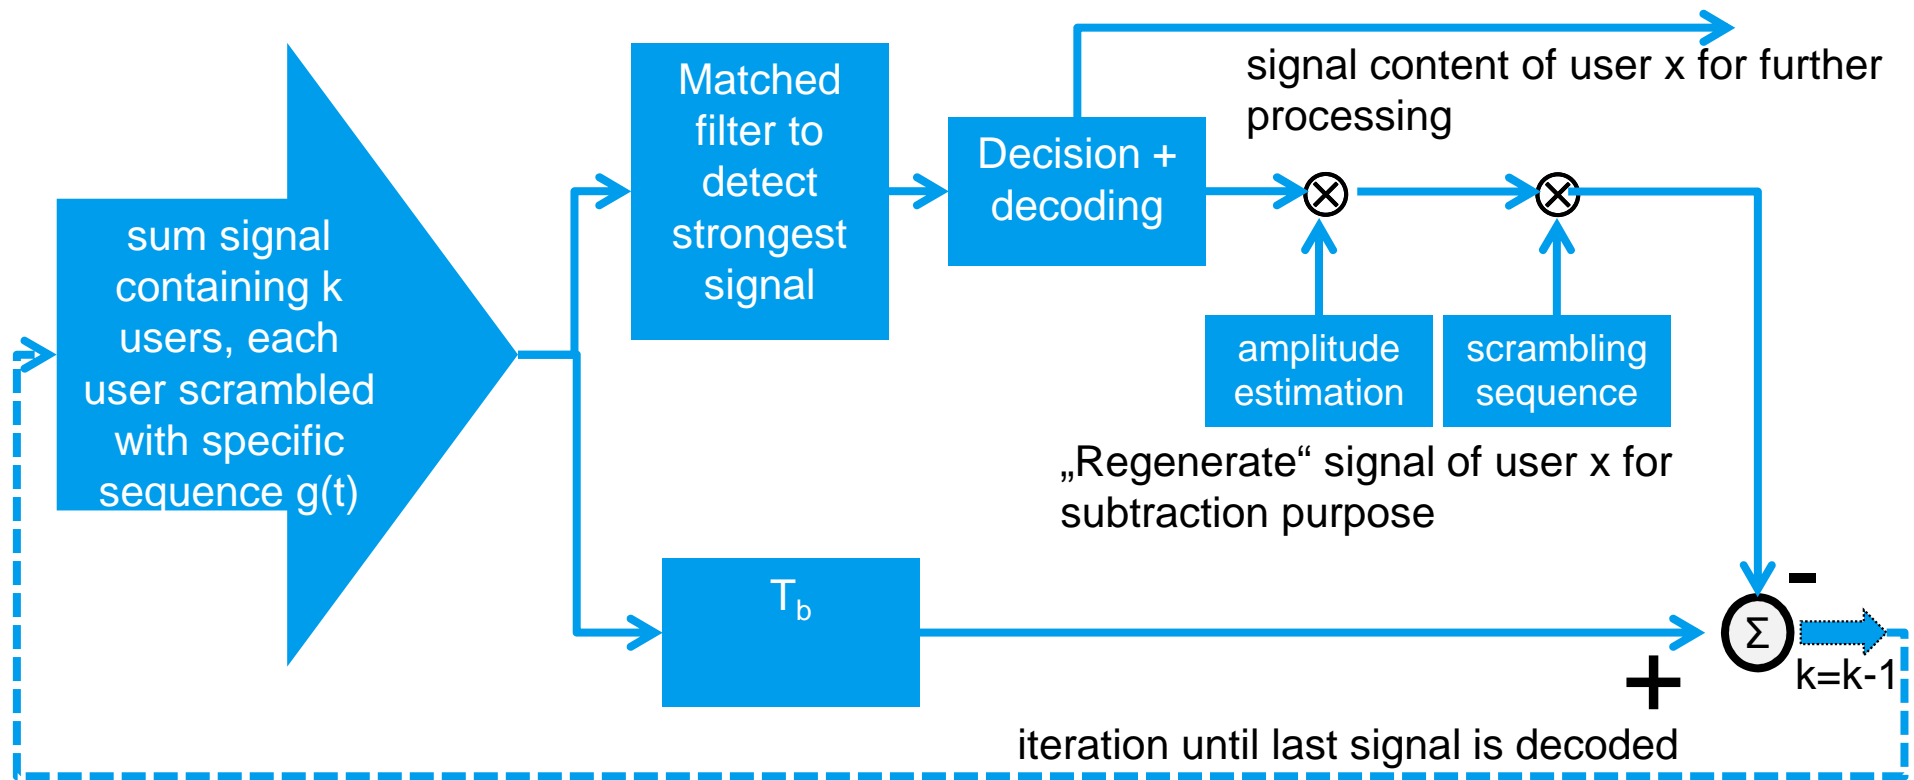 signal content of user x for further
processing
Matched
filter to
detect
strongest
signal
Decision +
decoding
sum signal
containing k
users, each
user scrambled
with specific
sequence g(t)
amplitude
estimation
scrambling
sequence
„Regenerate“ signal of user x for
subtraction purpose
T_b
-
Σ
+
k=k-1
iteration until last signal is decoded